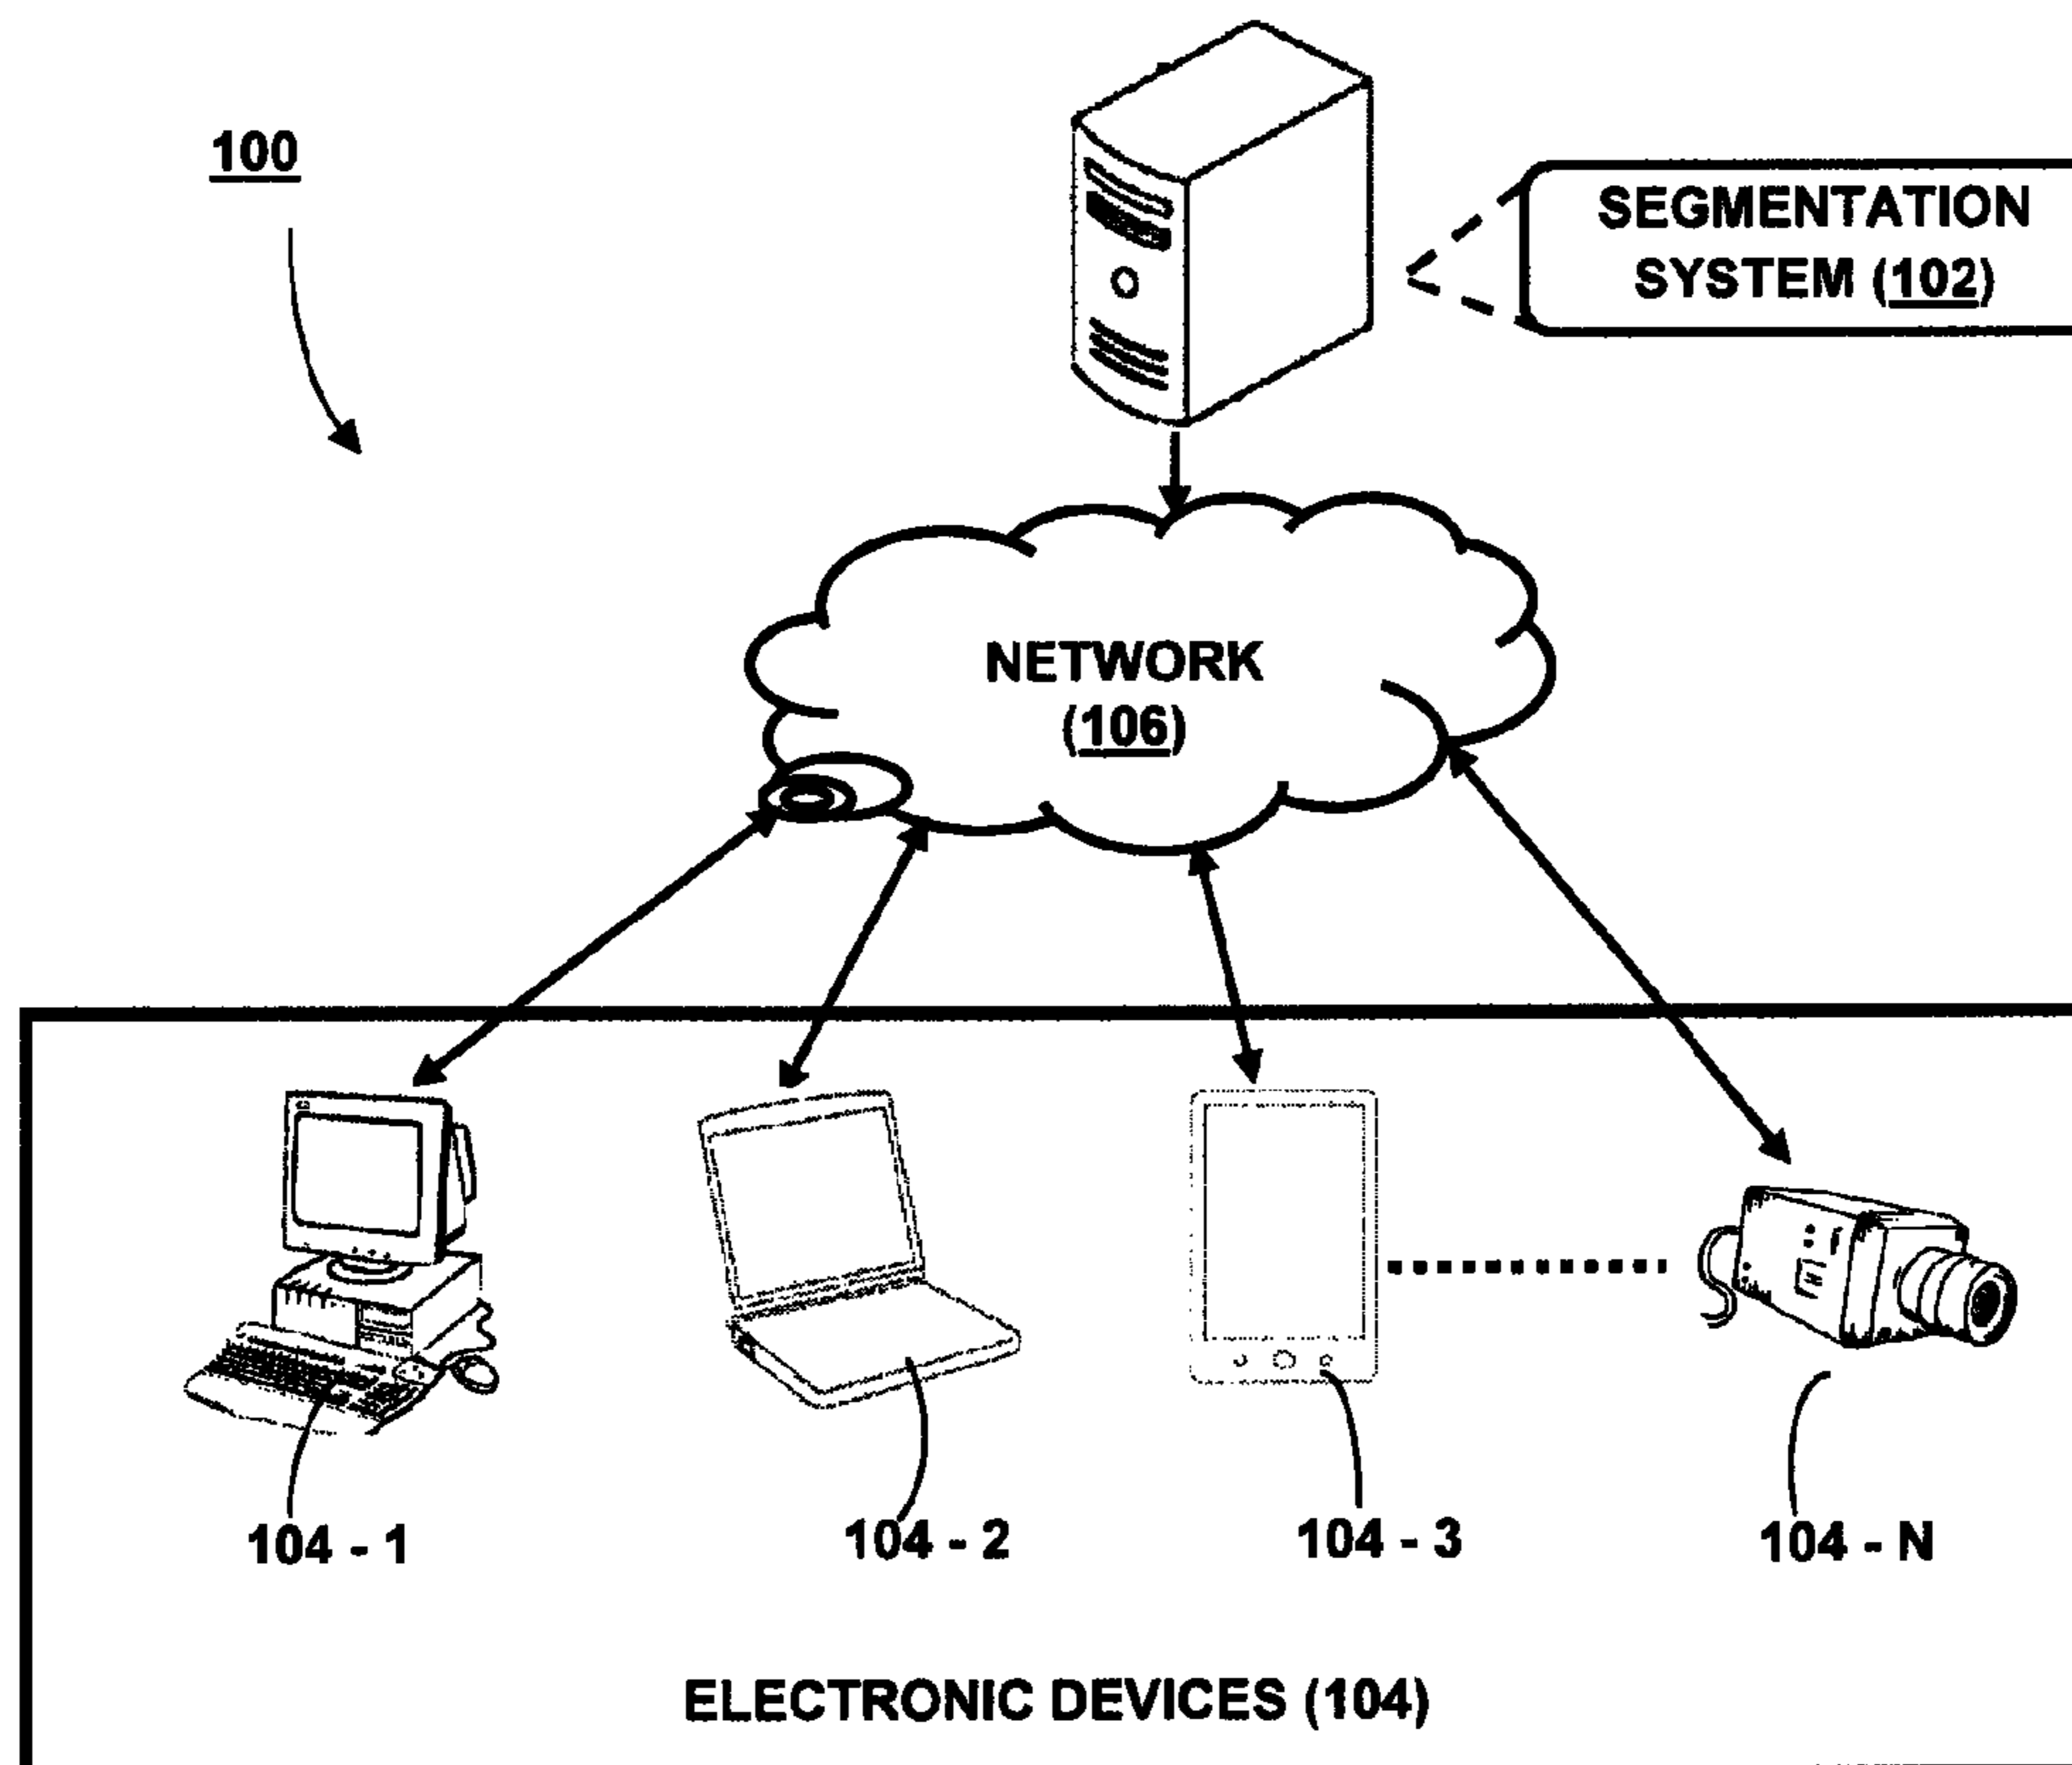 100
SEGMENTATION
SYSTEM (102)
NETWORK
(106)
104 - 1
104 - 2
104 - 3
104 - N
ELECTRONIC DEVICES (104)